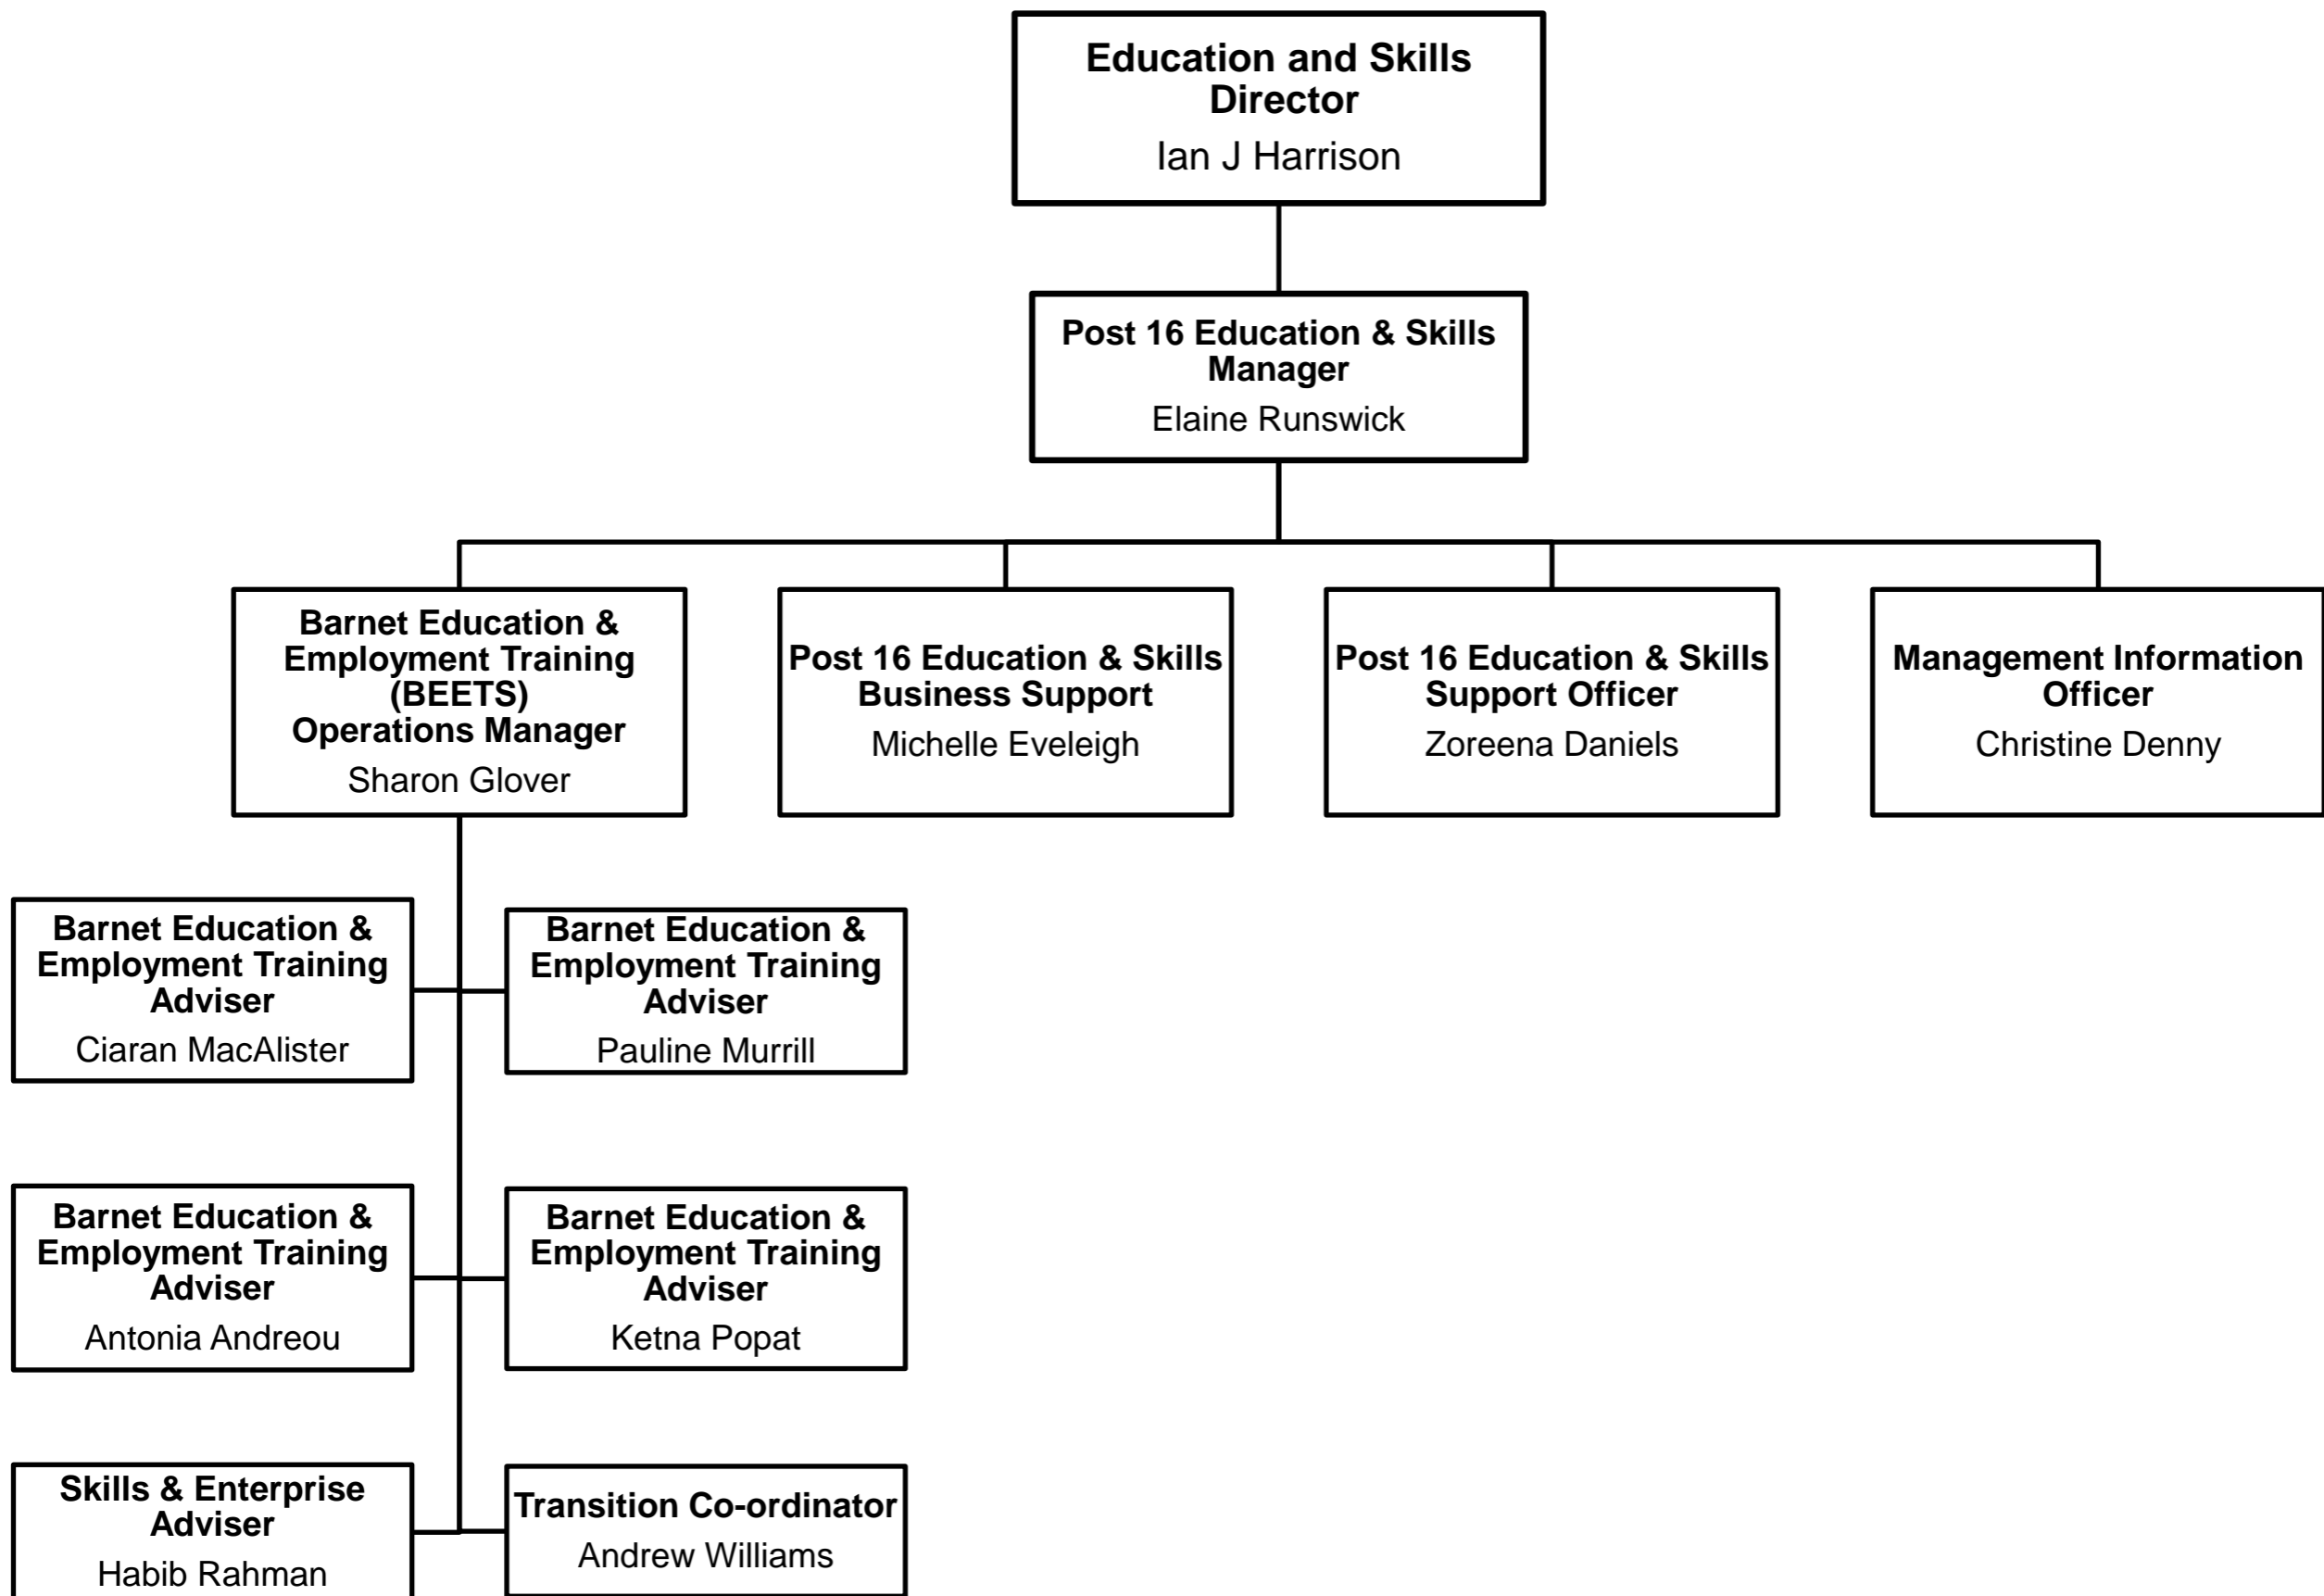 Education and Skills
Director
Ian J Harrison
Post 16 Education & Skills
Manager
Elaine Runswick
Barnet Education &
Employment Training
(BEETS)
Operations Manager
Sharon Glover
Post 16 Education & Skills
Business Support
Michelle Eveleigh
Post 16 Education & Skills
Support Officer
Zoreena Daniels
Management Information
Officer
Christine Denny
Barnet Education &
Employment Training
Adviser
Ciaran MacAlister
Barnet Education &
Employment Training
Adviser
Pauline Murrill
Barnet Education &
Employment Training
Adviser
Antonia Andreou
Barnet Education &
Employment Training
Adviser
Ketna Popat
Skills & Enterprise
Adviser
Habib Rahman
Transition Co-ordinator
Andrew Williams